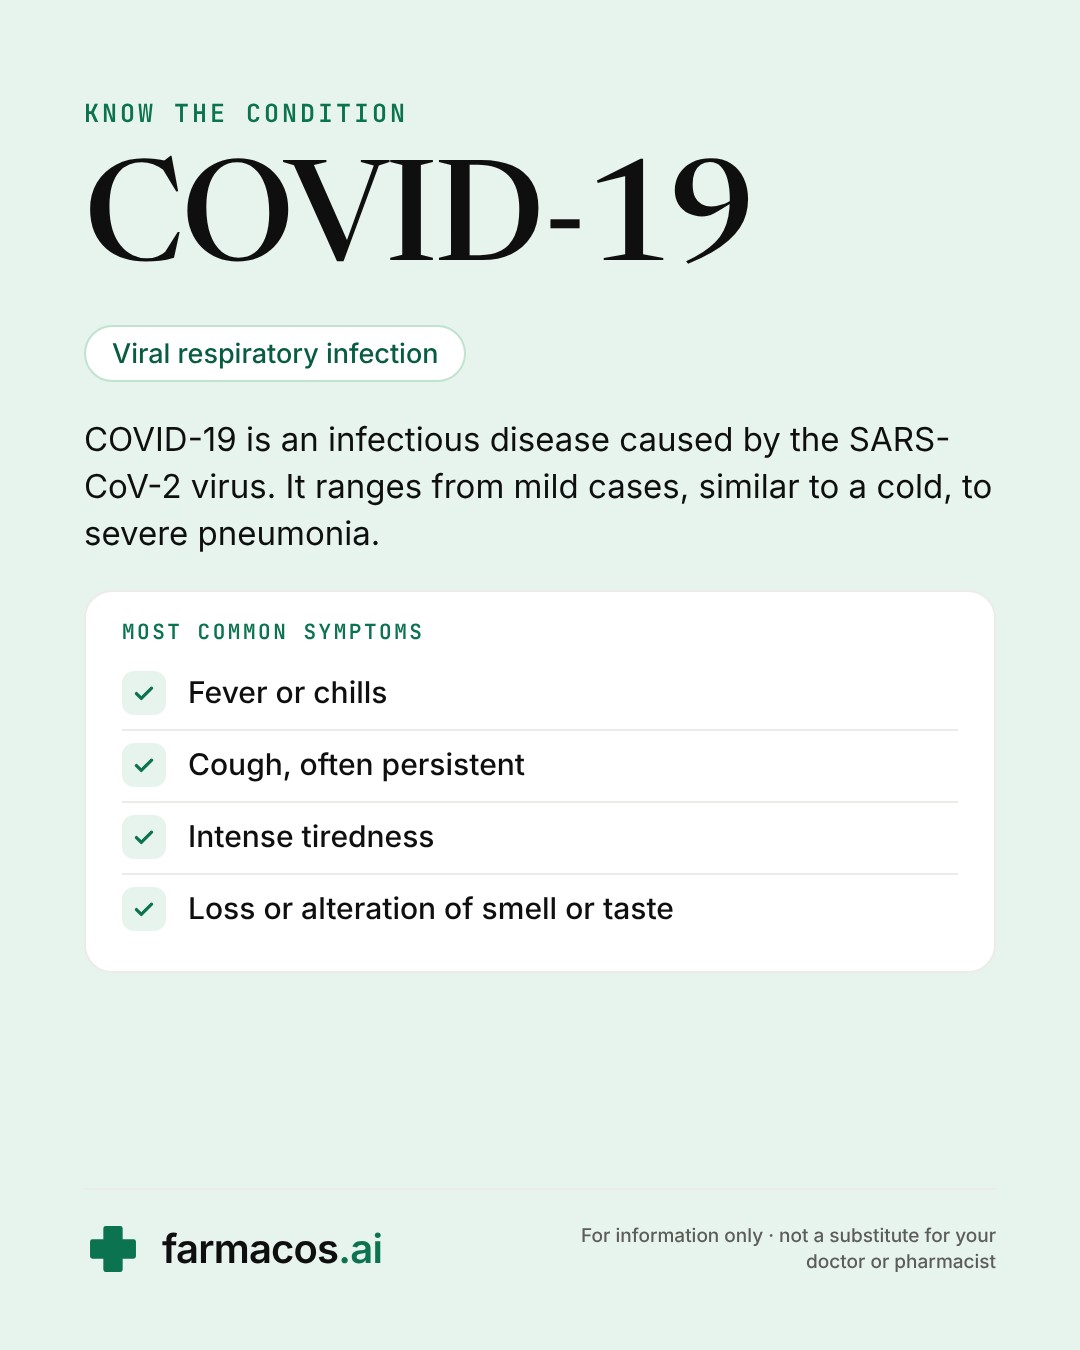 KNOW THE CONDITION
COVID-19
Viral respiratory infection
COVID-19 is an infectious disease caused by the SARS-
CoV-2 virus. It ranges from mild cases, similar to a cold, to
severe pneumonia.
MOST COMMON SYMPTOMS
Fever or chills
Cough, often persistent
Intense tiredness
Loss or alteration of smell or taste
farmacos.ai
For information only · not a substitute for your
doctor or pharmacist